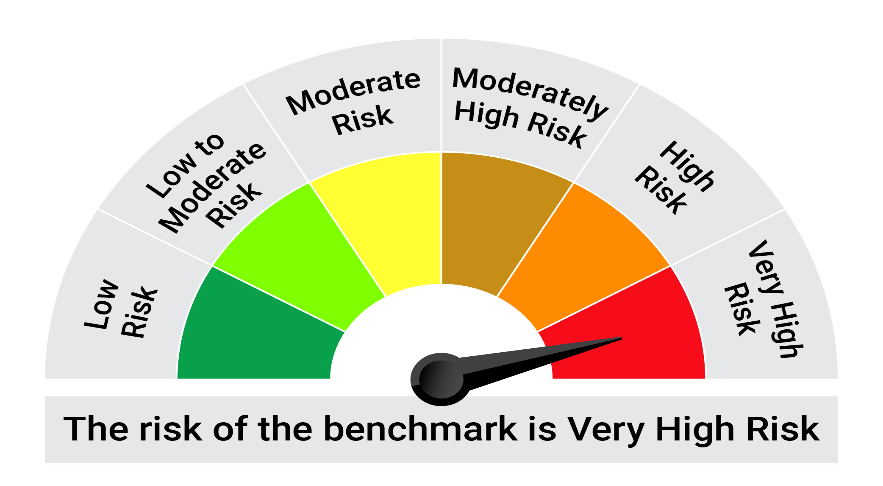 Low
Risk
Low to
Moderate
Risk
Moderate
Risk
Moderately
High Risk
High
Risk
Very High
Risk
The risk of the benchmark is Very High Risk